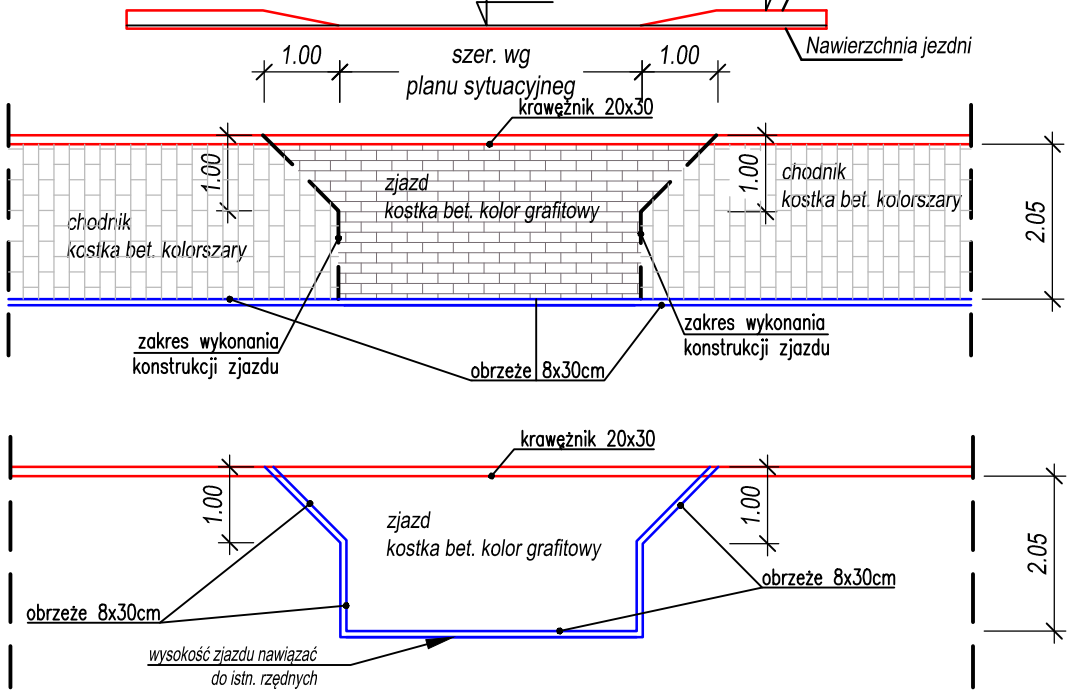 Nawierzchnia jezdni
1.00
szer. wg
planu sytuacyjneg
1.00
krawężnik 20x30
1.00
zjazd
kostka bet. kolor grafitowy
1.00
chodnik
kostka bet. kolorszary
chodnik
kostka bet. kolorszary
2.05
zakres wykonania
konstrukcji zjazdu
obrzeże 8x30cm
zakres wykonania
konstrukcji zjazdu
krawężnik 20x30
1.00
zjazd
kostka bet. kolor grafitowy
1.00
2.05
obrzeże 8x30cm
obrzeże 8x30cm
wysokość zjazdu nawiązać
do istn. rzędnych